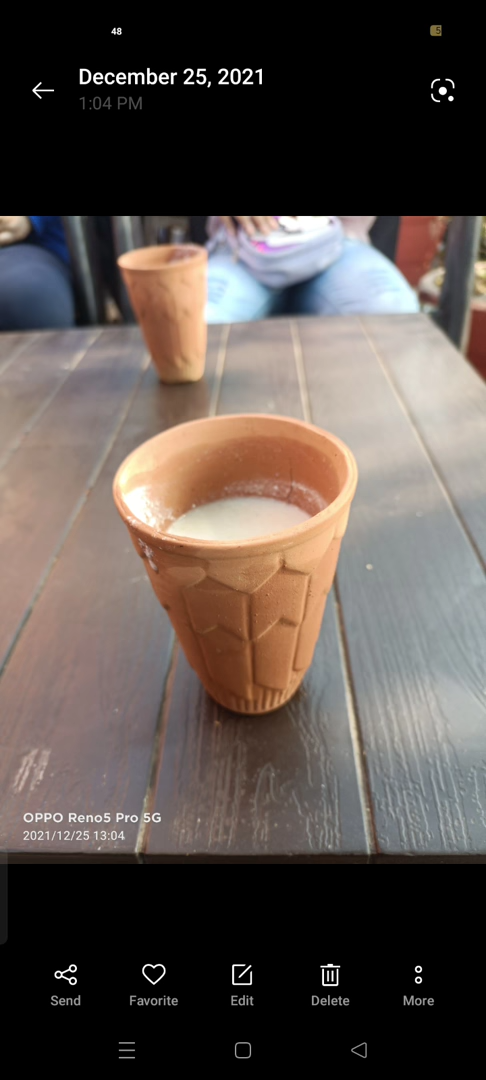 48
5
December 25, 2021
1:04 PM
OPPO Reno5 Pro 5G
2021/12/25 13:04
Send
Favorite
Edit
Delete
More